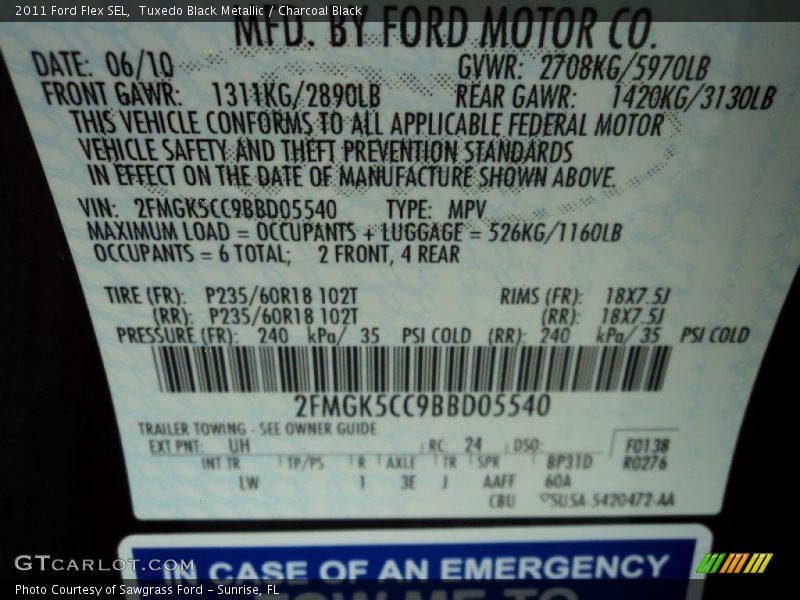 2011 Ford Flex SEL, Tuxedo Black Metallic / Charcoal Black
MFD. BY FORD MOTOR CO.
DATE: 06/10 GVWR: 2708KG/5970LB
FRONT GAWR: 1311KG/2890LB REAR GAWR: 1420KG/3130LB
THIS VEHICLE CONFORMS TO ALL APPLICABLE FEDERAL MOTOR
VEHICLE SAFETY AND THEFT PREVENTION STANDARDS
IN EFFECT ON THE DATE OF MANUFACTURE SHOWN ABOVE.
VIN: 2FMGK5CC9BBD05540 TYPE: MPV
MAXIMUM LOAD = OCCUPANTS + LUGGAGE = 526KG/1160LB
OCCUPANTS = 6 TOTAL; 2 FRONT, 4 REAR
TIRE (FR): P235/60R18 102T RIMS (FR): 18X7.5J
(RR): P235/60R18 102T (RR): 18X7.5J
PRESSURE (FR): 240 kPa/ 35 PSI COLD (RR): 240 kPa/ 35 PSI COLD
2FMGK5CC9BBD05540
TRAILER TOWING - SEE OWNER GUIDE
EXT PNT: UH RC: 24 DSO: F0138
INT TR TP/PS R AXLE TR SPR BP31D R0276
LW 1 3E J AAFF 60A
CBU SUSA-5420472-AA
IN CASE OF AN EMERGENCY
GTCARLOT.COM
Photo Courtesy of Sawgrass Ford - Sunrise, FL